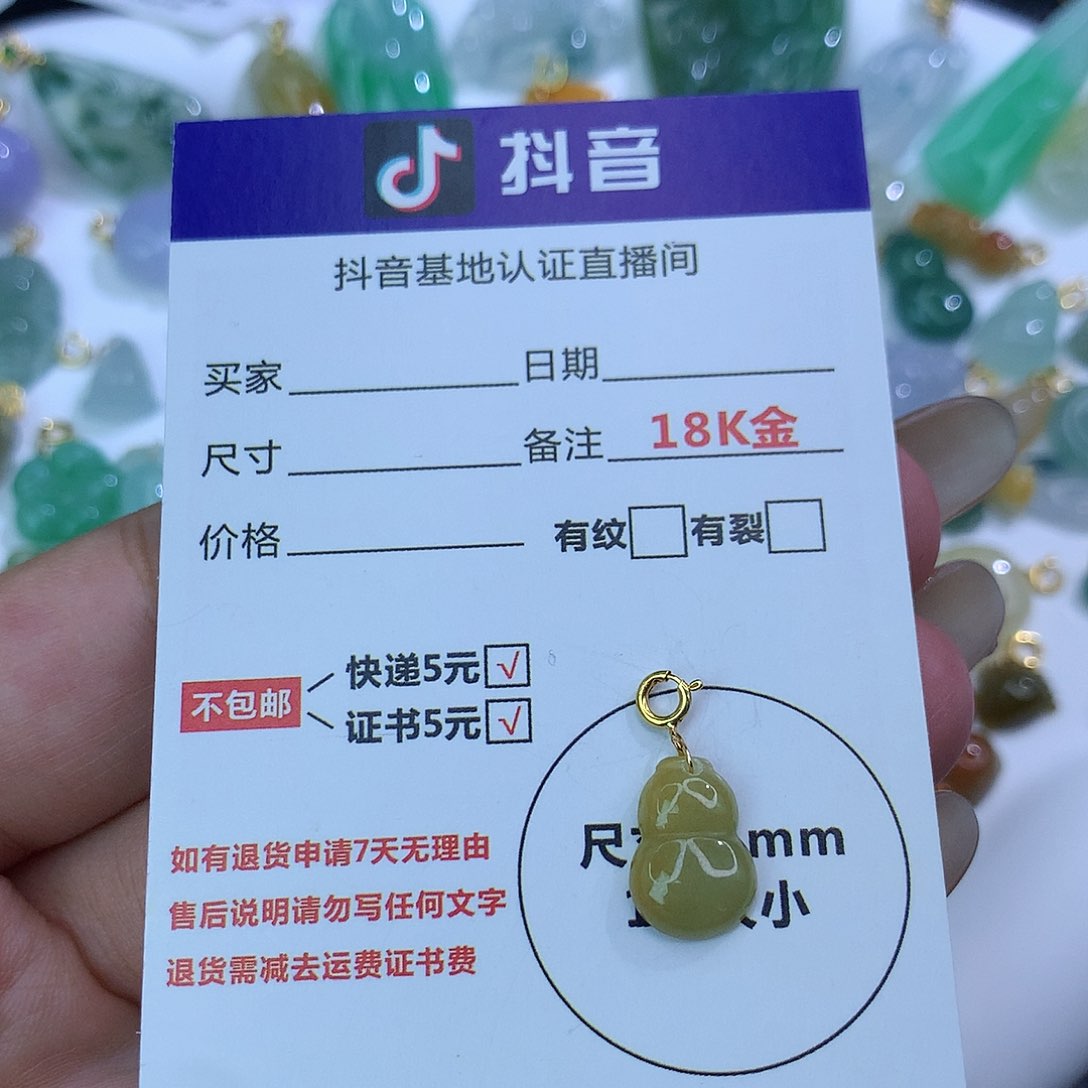 抖音
抖音基地认证直播间
买家 日期
尺寸 备注 18K金
价格 有纹 有裂
不包邮
快递5元 √
证书5元 √
如有退货申请7天无理由
售后说明请勿写任何文字
退货需减去运费证书费
尺 mm
小